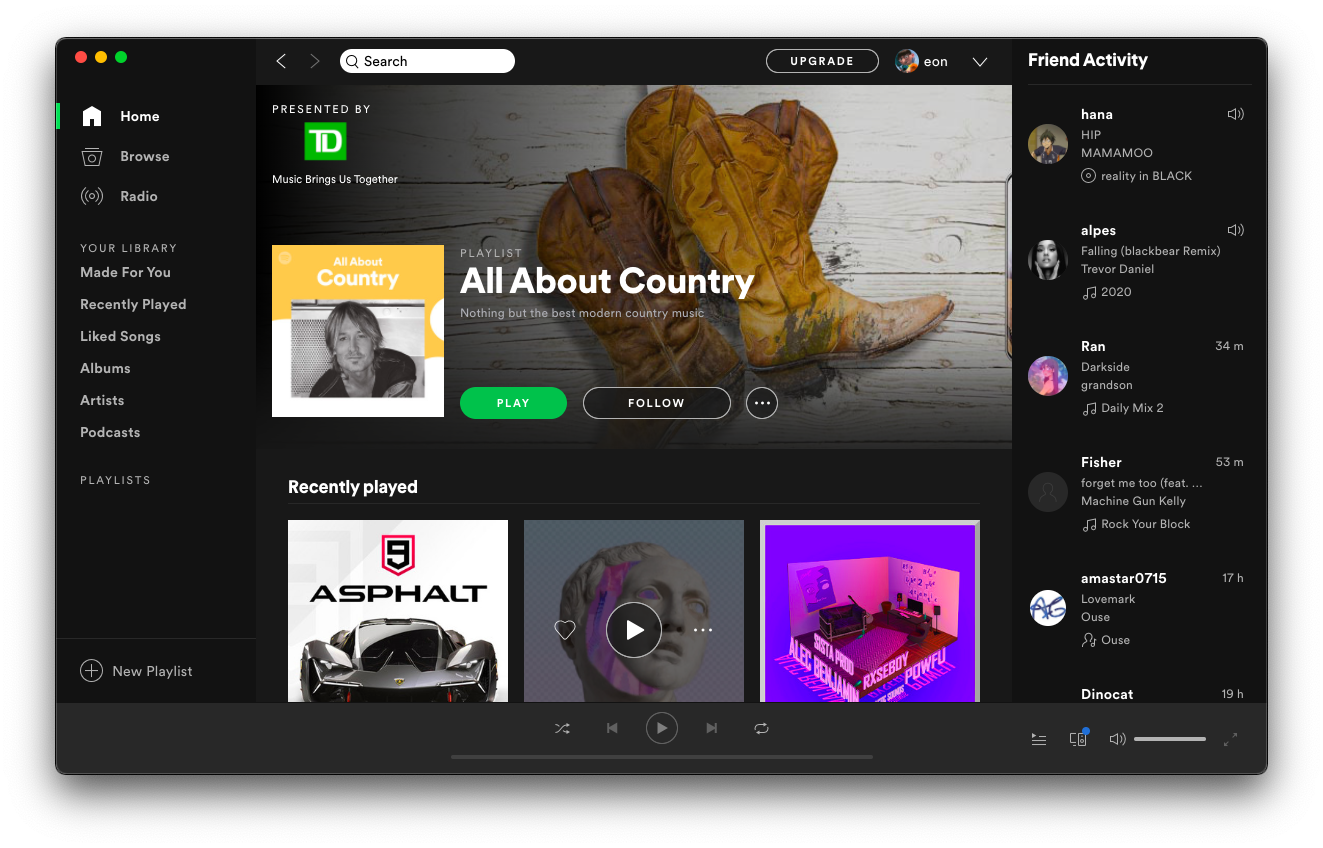 Home
Browse
Radio
YOUR LIBRARY
Made For You
Recently Played
Liked Songs
Albums
Artists
Podcasts
PLAYLISTS
New Playlist
Search
UPGRADE
eon
PRESENTED BY
TD
Music Brings Us Together
All About
Country
PLAYLIST
All About Country
Nothing but the best modern country music
PLAY
FOLLOW
Recently played
9
ASPHALT
SISTA PROD
ALEC BENJAMIN
RXSEBOY
POWFU
Friend Activity
hana
HIP
MAMAMOO
reality in BLACK
alpes
Falling (blackbear Remix)
Trevor Daniel
2020
Ran 34 m
Darkside
grandson
Daily Mix 2
Fisher 53 m
forget me too (feat. ...
Machine Gun Kelly
Rock Your Block
amastar0715 17 h
Lovemark
Ouse
Ouse
Dinocat 19 h